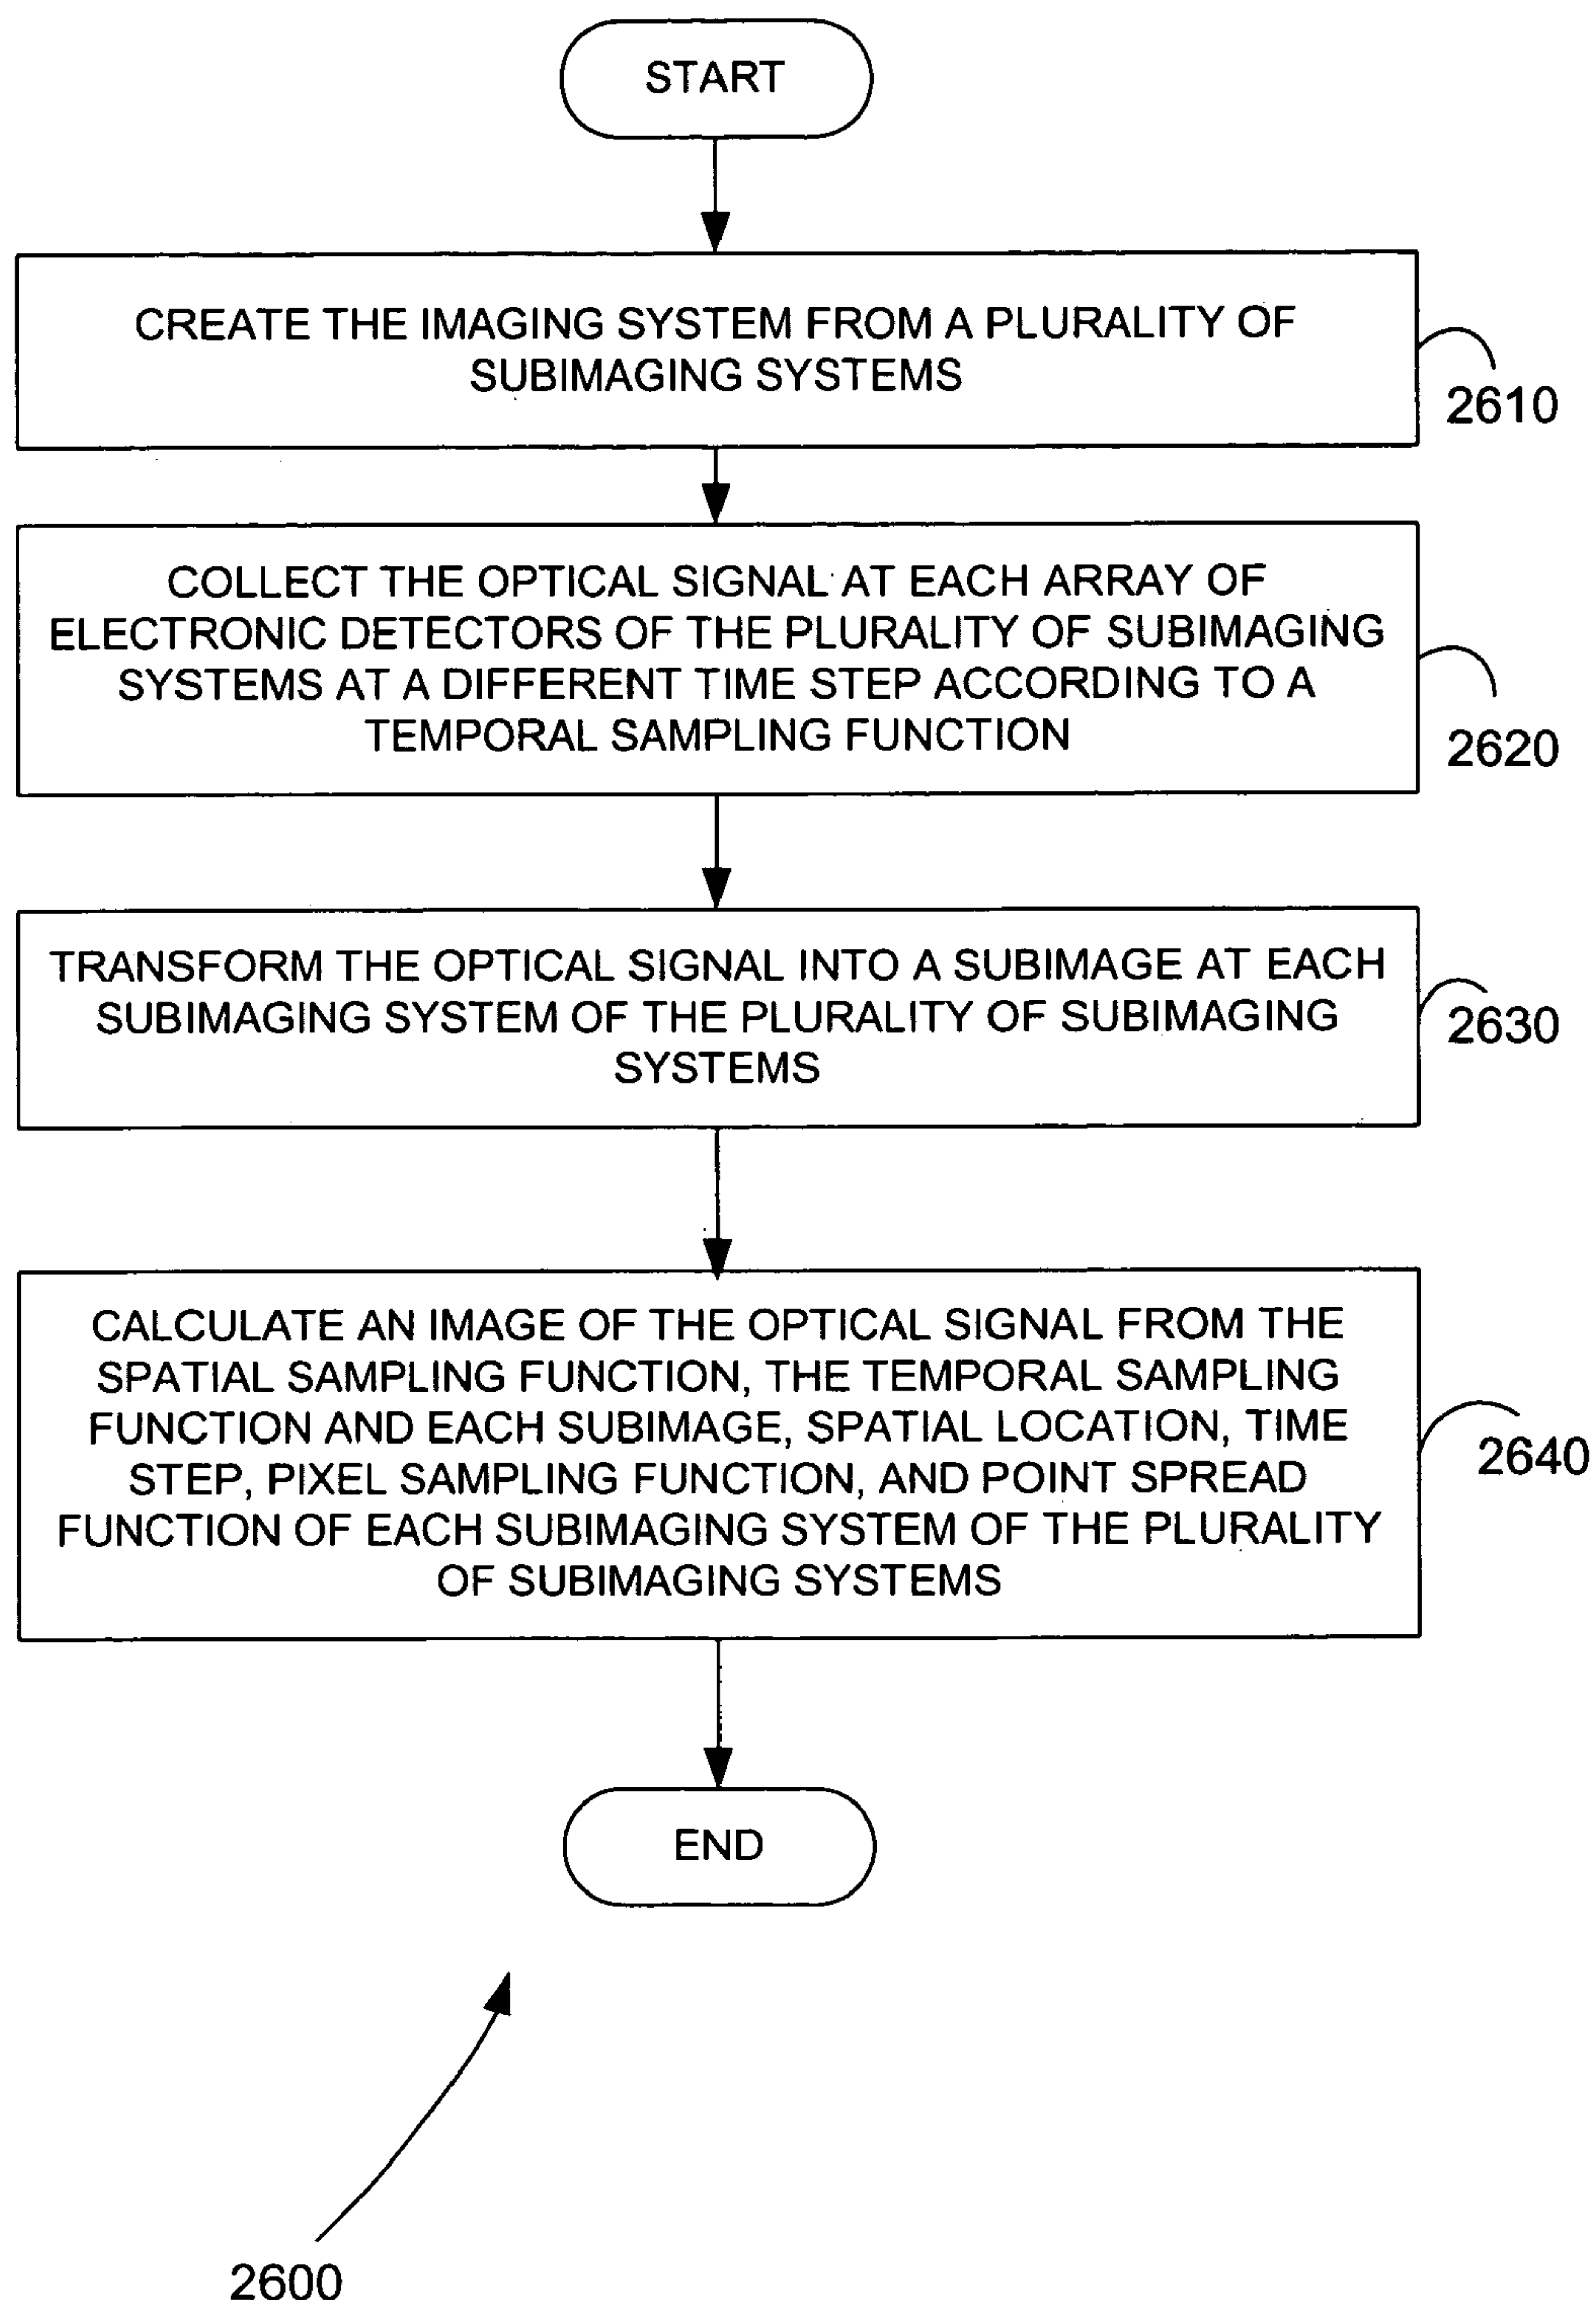 START
CREATE THE IMAGING SYSTEM FROM A PLURALITY OF
SUBIMAGING SYSTEMS
2610
COLLECT THE OPTICAL SIGNAL AT EACH ARRAY OF
ELECTRONIC DETECTORS OF THE PLURALITY OF SUBIMAGING
SYSTEMS AT A DIFFERENT TIME STEP ACCORDING TO A
TEMPORAL SAMPLING FUNCTION
2620
TRANSFORM THE OPTICAL SIGNAL INTO A SUBIMAGE AT EACH
SUBIMAGING SYSTEM OF THE PLURALITY OF SUBIMAGING
SYSTEMS
2630
CALCULATE AN IMAGE OF THE OPTICAL SIGNAL FROM THE
SPATIAL SAMPLING FUNCTION, THE TEMPORAL SAMPLING
FUNCTION AND EACH SUBIMAGE, SPATIAL LOCATION, TIME
STEP, PIXEL SAMPLING FUNCTION, AND POINT SPREAD
FUNCTION OF EACH SUBIMAGING SYSTEM OF THE PLURALITY
OF SUBIMAGING SYSTEMS
2640
END
2600